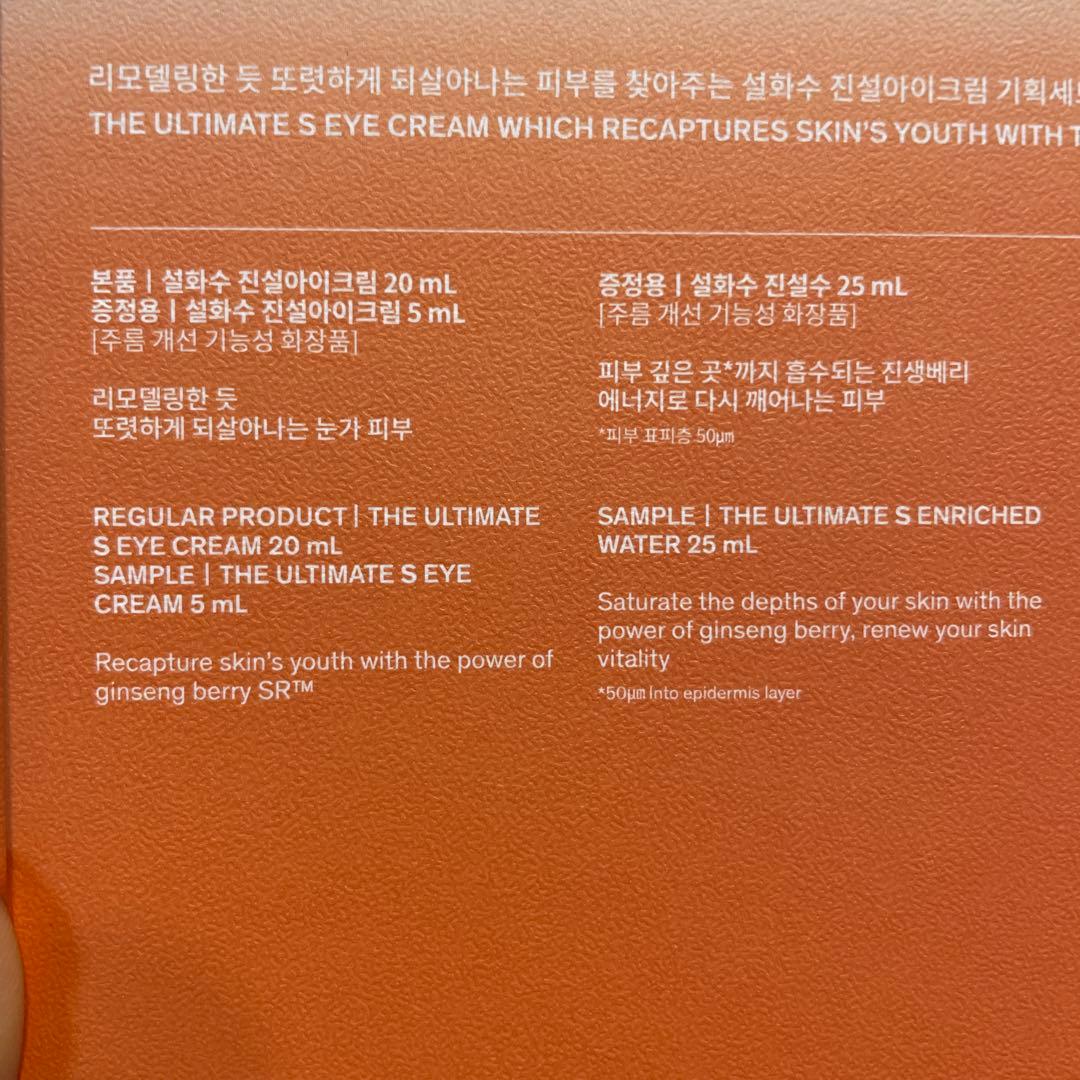 리모델링한 듯 또렷하게 되살아나는 피부를 찾아주는 설화수 진설아이크림
THE ULTIMATE S EYE CREAM WHICH RECAPTURES SKIN'S YOUTH WITH
본품 | 설화수 진설아이크림 20 mL
증정용 | 설화수 진설아이크림 5 mL
[주름 개선 기능성 화장품]
리모델링한 듯
또렷하게 되살아나는 눈가 피부
REGULAR PRODUCT | THE ULTIMATE
S EYE CREAM 20 mL
SAMPLE | THE ULTIMATE S EYE
CREAM 5 mL
Recapture skin's youth with the power of
ginseng berry SR™
증정용 | 설화수 진설수 25 mL
[주름 개선 기능성 화장품]
피부 깊은 곳*까지 흡수되는 진생베리
에너지로 다시 깨어나는 피부
*피부 표피층 50㎛
SAMPLE | THE ULTIMATE S ENRICHED
WATER 25 mL
Saturate the depths of your skin with the
power of ginseng berry, renew your skin
vitality
*50㎛ Into epidermis layer